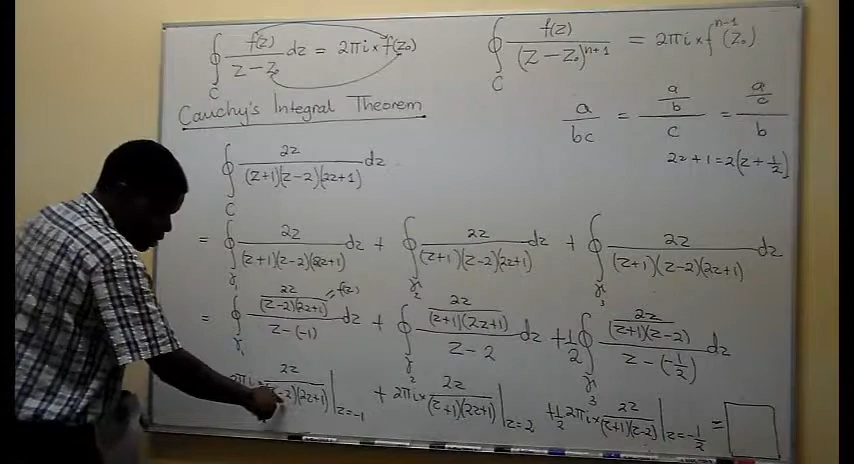 ∮_C f(z)/(z-z₀) dz = 2πi × f(z₀)
∮_C f(z)/(z-z₀)^(n+1) = 2πi × f^(n-1)(z₀)
Cauchy's Integral Theorem
a/(bc) = (a/b)/c = (a/c)/b
2z+1=2(z+1/2]
∮_C 2z/((z+1)(z-2)(2z+1)) dz
= ∮_γ₁ 2z/((z+1)(z-2)(2z+1)) dz + ∮_γ₂ 2z/((z+1)(z-2)(2z+1)) dz + ∮_γ₃ 2z/((z+1)(z-2)(2z+1)) dz
= ∮_γ₁ (2z/((z-2)(2z+1)))/(z-(-1)) dz + ∮_γ₂ (2z/((z+1)(2z+1)))/(z-2) dz + 1/2 ∮_γ₃ (2z/((z+1)(z-2)))/(z-(-1/2)) dz
f(z)
2πi × 2z/((z-2)(2z+1)) |z=-1 + 2πi × 2z/((z+1)(2z+1)) |z=2 + 1/2 2πi × 2z/((z+1)(z-2)) |z=-1/2 =